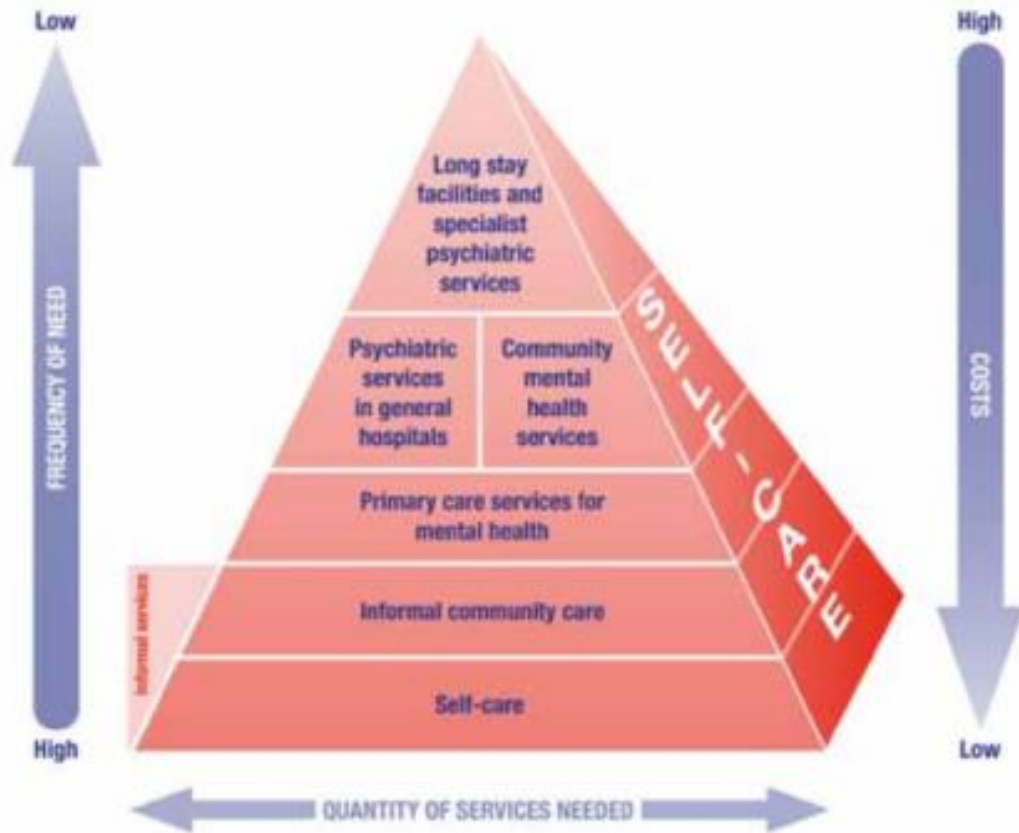 Low
High
Long stay
facilities and
specialist
psychiatric
services
FREQUENCY OF NEED
COSTS
Psychiatric
services
in general
hospitals
Community
mental
health
services
SELF-CARE
Primary care services for
mental health
Informal services
Informal community care
Self-care
High
Low
QUANTITY OF SERVICES NEEDED